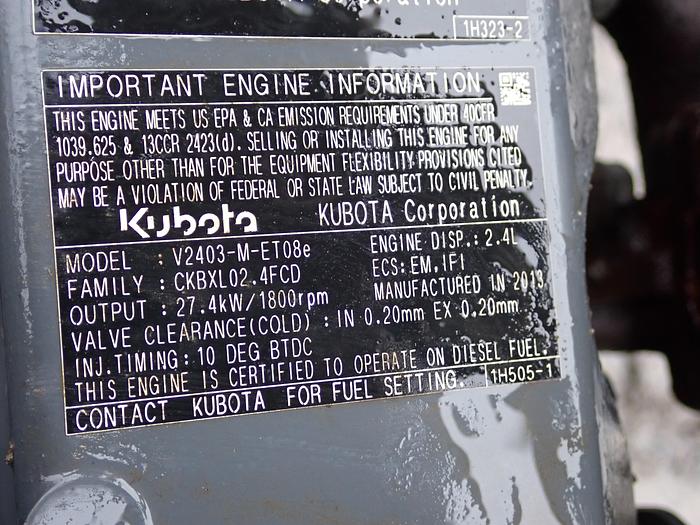 Corporation
1H323-2
IMPORTANT ENGINE INFORMATION
THIS ENGINE MEETS US EPA & CA EMISSION REQUIREMENTS UNDER 40CFR
1039.625 & 13CCR 2423(d). SELLING OR INSTALLING THIS ENGINE FOR ANY
PURPOSE OTHER THAN FOR THE EQUIPMENT FLEXIBILITY PROVISIONS CITED
MAY BE A VIOLATION OF FEDERAL OR STATE LAW SUBJECT TO CIVIL PENALTY.
Kubota KUBOTA Corporation
MODEL : V2403-M-ET08e ENGINE DISP.: 2.4L
FAMILY : CKBXL02.4FCD ECS: EM,IFI
OUTPUT : 27.4kW/1800rpm MANUFACTURED IN 2013
VALVE CLEARANCE(COLD) : IN 0.20mm EX 0.20mm
INJ.TIMING : 10 DEG BTDC
THIS ENGINE IS CERTIFIED TO OPERATE ON DIESEL FUEL.
CONTACT KUBOTA FOR FUEL SETTING. 1H505-1